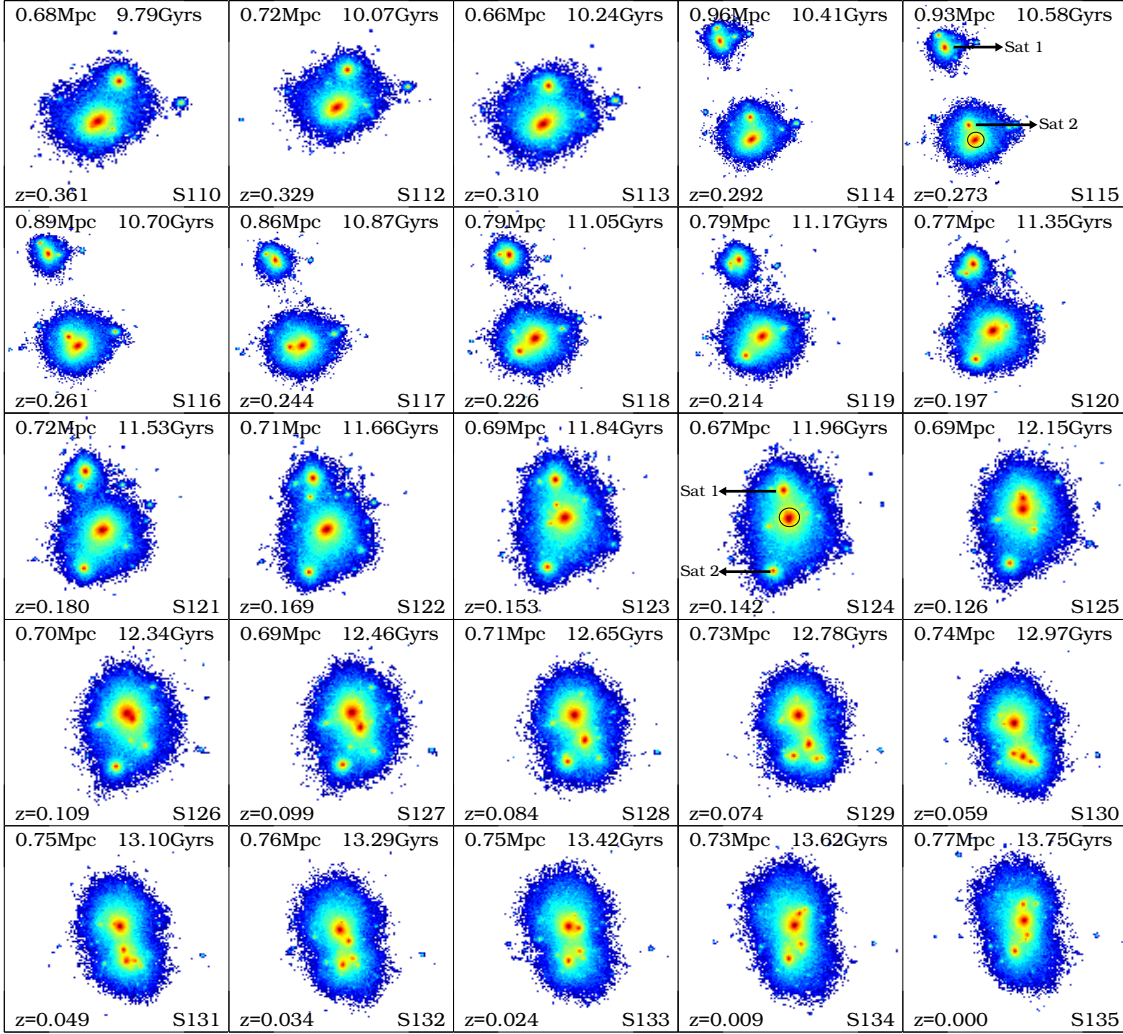 0.68Mpc 9.79Gyrs
z=0.361 S110
0.72Mpc 10.07Gyrs
z=0.329 S112
0.66Mpc 10.24Gyrs
z=0.310 S113
0.96Mpc 10.41Gyrs
z=0.292 S114
0.93Mpc 10.58Gyrs
Sat 1
Sat 2
z=0.273 S115
0.89Mpc 10.70Gyrs
z=0.261 S116
0.86Mpc 10.87Gyrs
z=0.244 S117
0.79Mpc 11.05Gyrs
z=0.226 S118
0.79Mpc 11.17Gyrs
z=0.214 S119
0.77Mpc 11.35Gyrs
z=0.197 S120
0.72Mpc 11.53Gyrs
z=0.180 S121
0.71Mpc 11.66Gyrs
z=0.169 S122
0.69Mpc 11.84Gyrs
z=0.153 S123
0.67Mpc 11.96Gyrs
Sat 1
Sat 2
z=0.142 S124
0.69Mpc 12.15Gyrs
z=0.126 S125
0.70Mpc 12.34Gyrs
z=0.109 S126
0.69Mpc 12.46Gyrs
z=0.099 S127
0.71Mpc 12.65Gyrs
z=0.084 S128
0.73Mpc 12.78Gyrs
z=0.074 S129
0.74Mpc 12.97Gyrs
z=0.059 S130
0.75Mpc 13.10Gyrs
z=0.049 S131
0.76Mpc 13.29Gyrs
z=0.034 S132
0.75Mpc 13.42Gyrs
z=0.024 S133
0.73Mpc 13.62Gyrs
z=0.009 S134
0.77Mpc 13.75Gyrs
z=0.000 S135